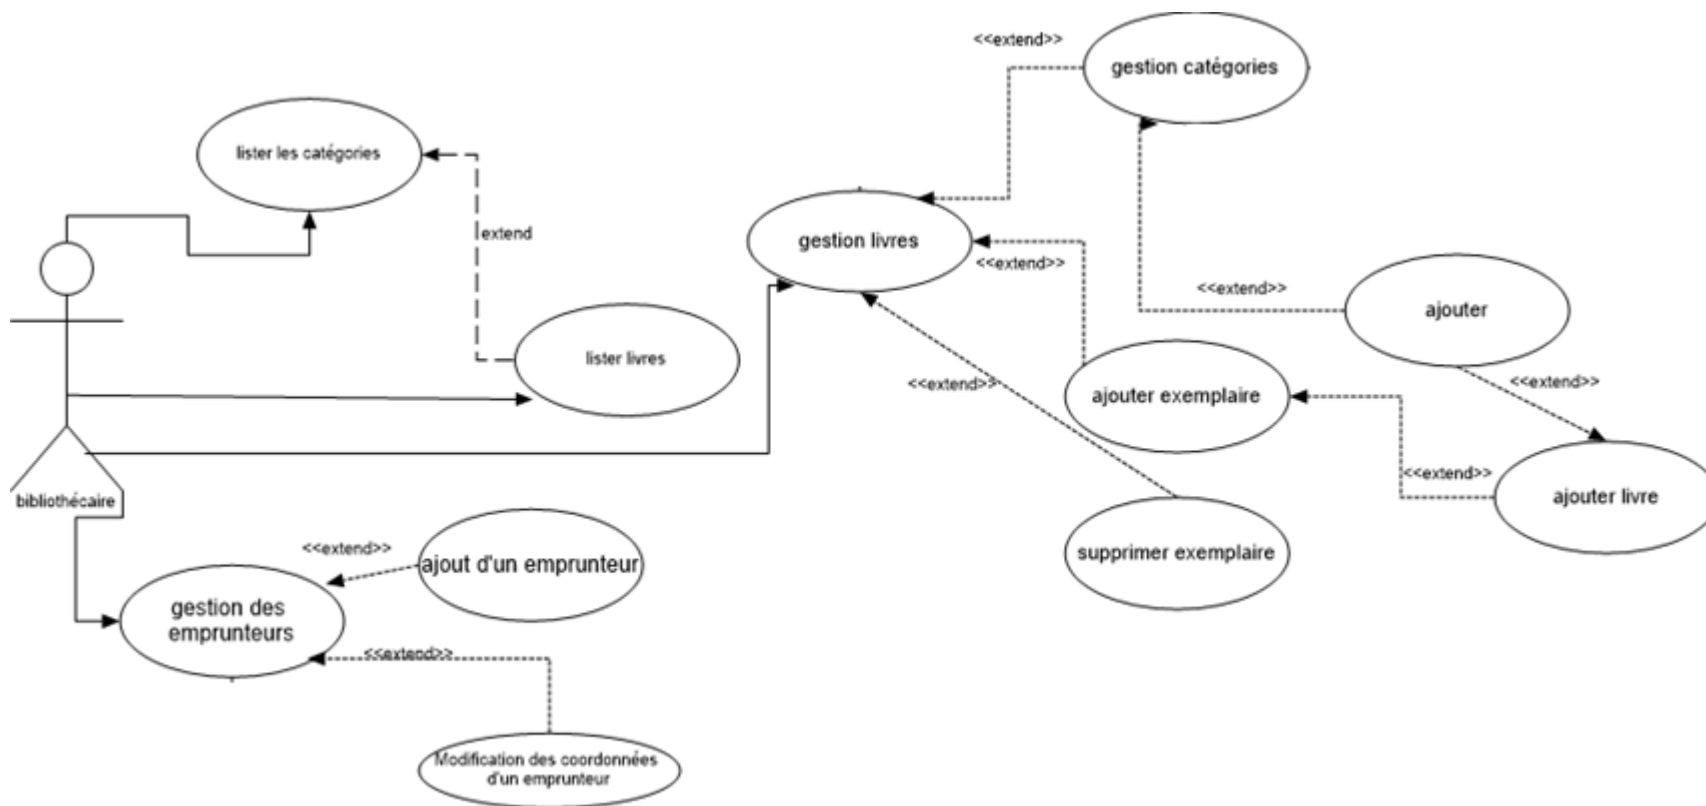 <<extend>>
gestion catégories
lister les catégories
extend
gestion livres
<<extend>>
<<extend>>
ajouter
lister livres
<<extend>>
ajouter exemplaire
<<extend>>
<<extend>>
ajouter livre
bibliothécaire
supprimer exemplaire
<<extend>>
ajout d'un emprunteur
gestion des
emprunteurs
<<extend>>
Modification des coordonnées
d'un emprunteur